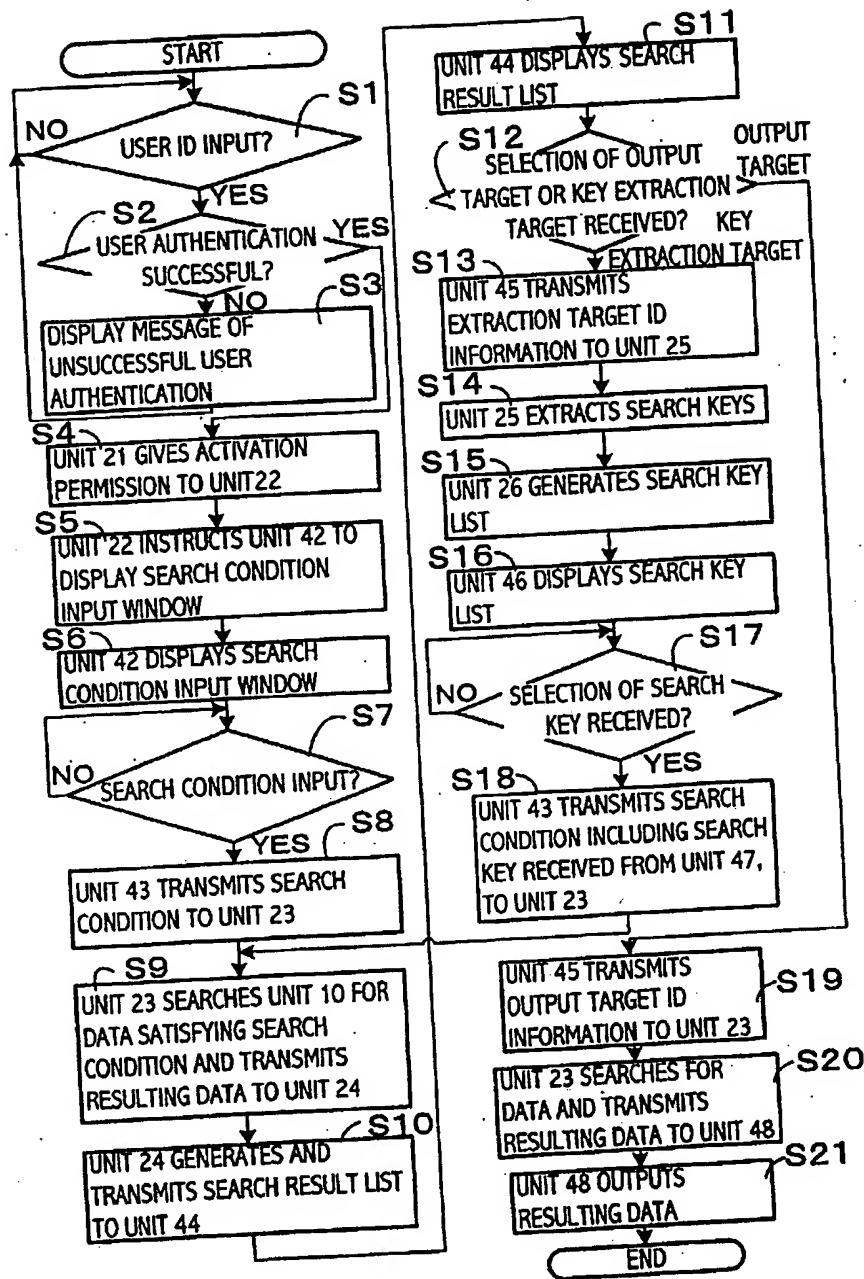 START
S1
NO
USER ID INPUT?
YES
S2
YES
USER AUTHENTICATION
SUCCESSFUL?
NO
S3
DISPLAY MESSAGE OF
UNSUCCESSFUL USER
AUTHENTICATION
S4
UNIT 21 GIVES ACTIVATION
PERMISSION TO UNIT22
S5
UNIT 22 INSTRUCTS UNIT 42 TO
DISPLAY SEARCH CONDITION
INPUT WINDOW
S6
UNIT 42 DISPLAYS SEARCH
CONDITION INPUT WINDOW
S7
NO
SEARCH CONDITION INPUT?
YES
S8
UNIT 43 TRANSMITS SEARCH
CONDITION TO UNIT 23
S9
UNIT 23 SEARCHES UNIT 10 FOR
DATA SATISFYING SEARCH
CONDITION AND TRANSMITS
RESULTING DATA TO UNIT 24
S10
UNIT 24 GENERATES AND
TRANSMITS SEARCH RESULT LIST
TO UNIT 44
S11
UNIT 44 DISPLAYS SEARCH
RESULT LIST
S12
OUTPUT
TARGET
SELECTION OF OUTPUT
TARGET OR KEY EXTRACTION
TARGET RECEIVED?
KEY
EXTRACTION TARGET
S13
UNIT 45 TRANSMITS
EXTRACTION TARGET ID
INFORMATION TO UNIT 25
S14
UNIT 25 EXTRACTS SEARCH KEYS
S15
UNIT 26 GENERATES SEARCH KEY
LIST
S16
UNIT 46 DISPLAYS SEARCH KEY
LIST
S17
NO
SELECTION OF SEARCH
KEY RECEIVED?
YES
S18
UNIT 43 TRANSMITS SEARCH
CONDITION INCLUDING SEARCH
KEY RECEIVED FROM UNIT 47,
TO UNIT 23
S19
UNIT 45 TRANSMITS
OUTPUT TARGET ID
INFORMATION TO UNIT 23
S20
UNIT 23 SEARCHES FOR
DATA AND TRANSMITS
RESULTING DATA TO UNIT 48
S21
UNIT 48 OUTPUTS
RESULTING DATA
END